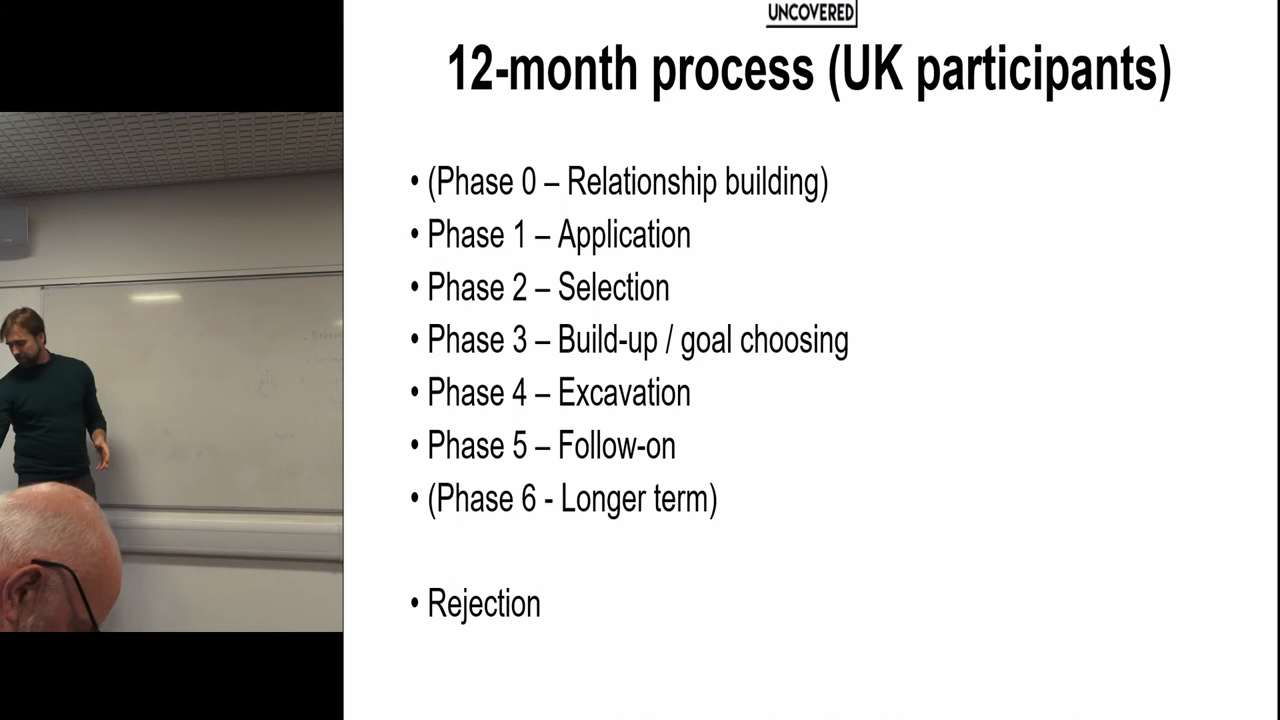 UNCOVERED
12-month process (UK participants)
• (Phase 0 – Relationship building)
• Phase 1 – Application
• Phase 2 – Selection
• Phase 3 – Build-up / goal choosing
• Phase 4 – Excavation
• Phase 5 – Follow-on
• (Phase 6 - Longer term)
• Rejection